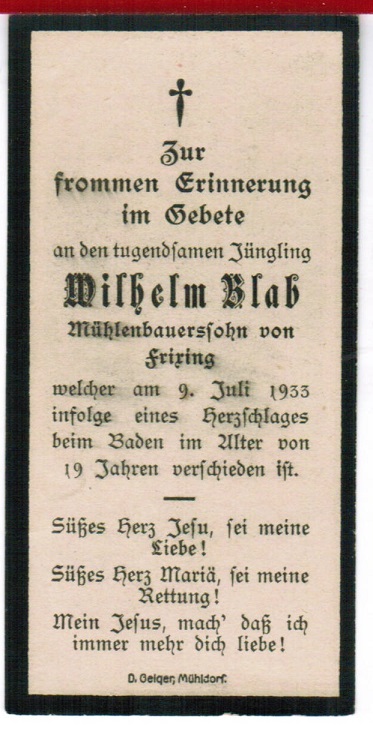 Zur
frommen Erinnerung
im Gebete
an den tugendsamen Jüngling
Wilhelm Blab
Mühlenbauerssohn von
Frixing
welcher am 9. Juli 1933
infolge eines Herzschlages
beim Baden im Alter von
19 Jahren verschieden ist.
Süßes Herz Jesu, sei meine
Liebe!
Süßes Herz Mariä, sei meine
Rettung!
Mein Jesus, mach' daß ich
immer mehr dich liebe!
D. Geiger, Mühldorf.